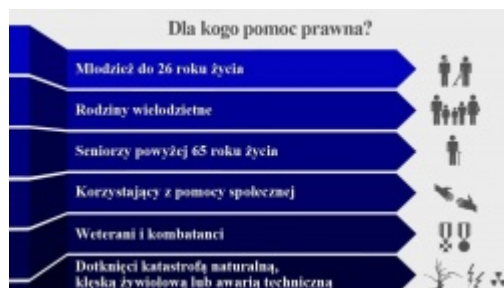 Dla kogo pomoc prawna?
Młodzież do 26 roku życia
Rodziny wielodzietne
Seniorzy powyżej 65 roku życia
Korzystający z pomocy społecznej
Weterani i kombatanci
Dotknięci katastrofą naturalną,
klęską żywiołową lub awarią techniczną